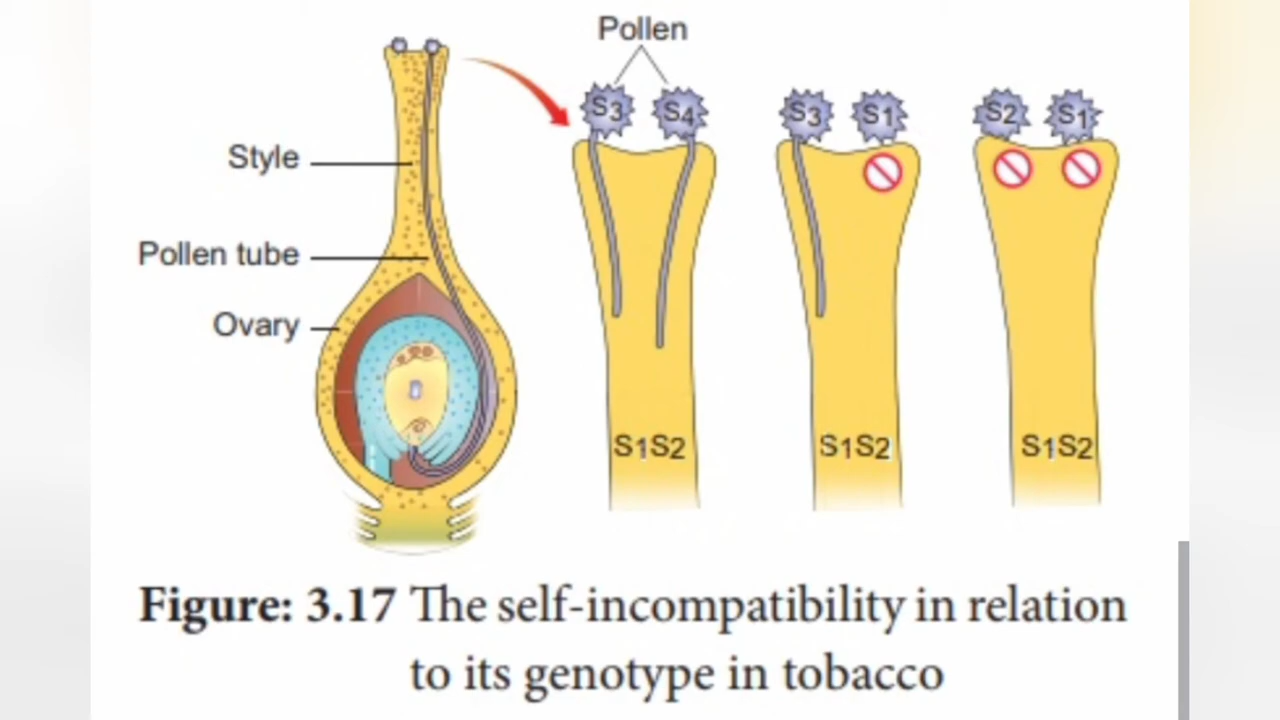 Pollen
S3 S4 S3 S1 S2 S1
Style
Pollen tube
Ovary
S1S2 S1S2 S1S2
Figure: 3.17 The self-incompatibility in relation
to its genotype in tobacco